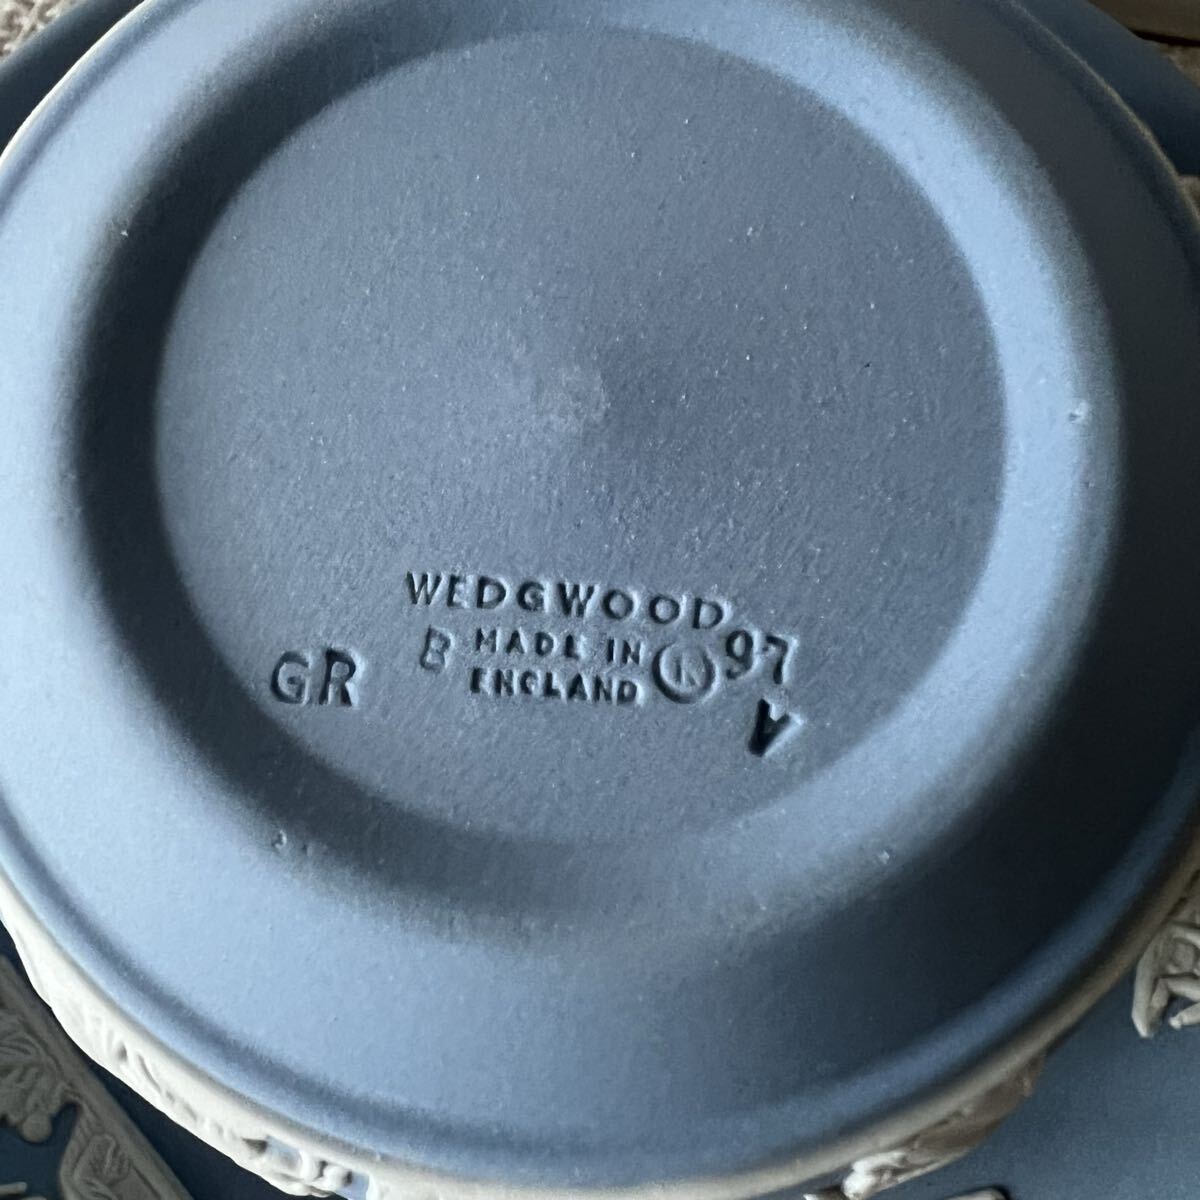 WEDGWOOD
B MADE IN 97
ENGLAND
GR
V